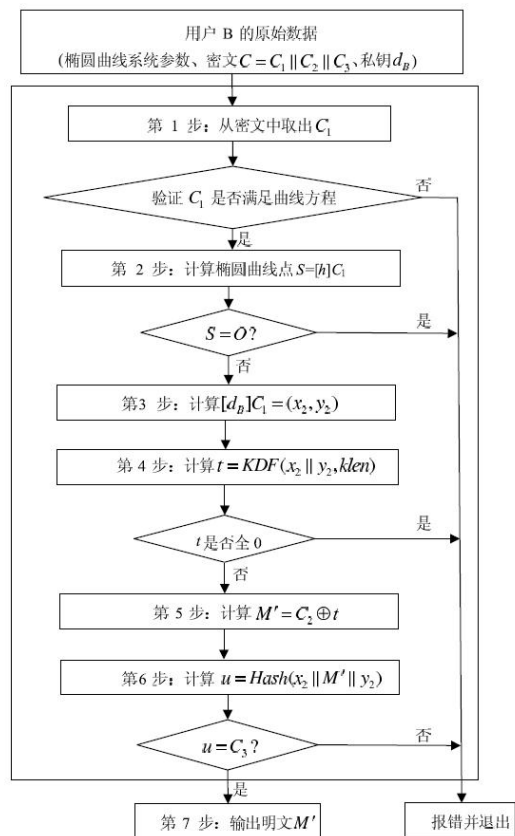 用户 B 的原始数据
(椭圆曲线系统参数、密文C=C₁||C₂||C₃、私钥d_B)
第 1 步：从密文中取出C₁
验证 C₁ 是否满足曲线方程
否
是
第 2 步：计算椭圆曲线点S=[h]C₁
S=O?
是
否
第3 步：计算[d_B]C₁=(x₂,y₂)
第 4 步：计算t=KDF(x₂||y₂,klen)
是
t是否全0
否
第 5 步：计算 M′=C₂⊕t
第6 步：计算 u=Hash(x₂||M′||y₂)
否
u=C₃?
是
第 7 步：输出明文M′
报错并退出